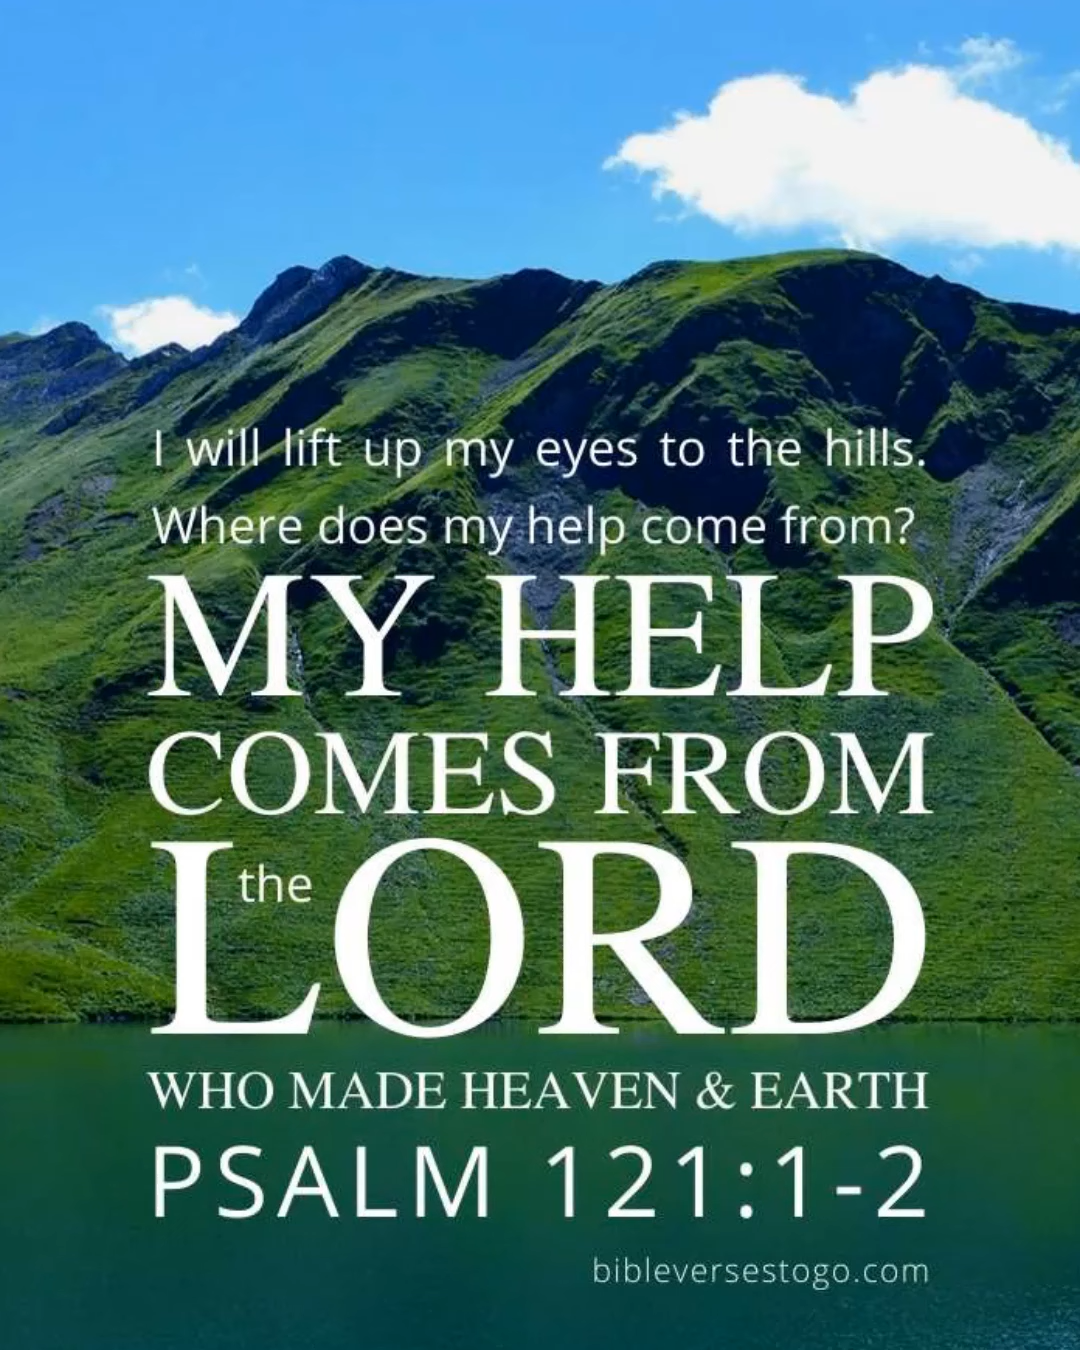 I will lift up my eyes to the hills.
Where does my help come from?
MY HELP
COMES FROM
the LORD
WHO MADE HEAVEN & EARTH
PSALM 121:1-2
bibleversestogo.com